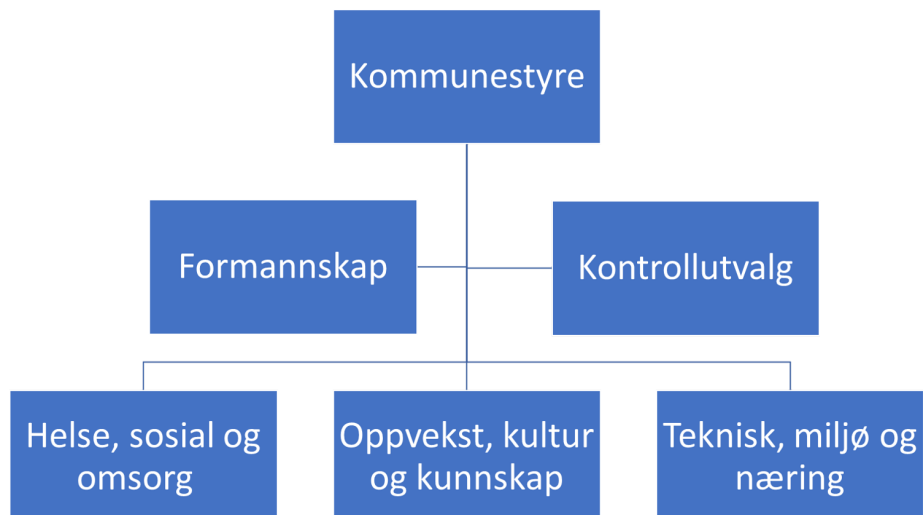 Kommunestyre
Formannskap
Kontrollutvalg
Helse, sosial og
omsorg
Oppvekst, kultur
og kunnskap
Teknisk, miljø og
næring